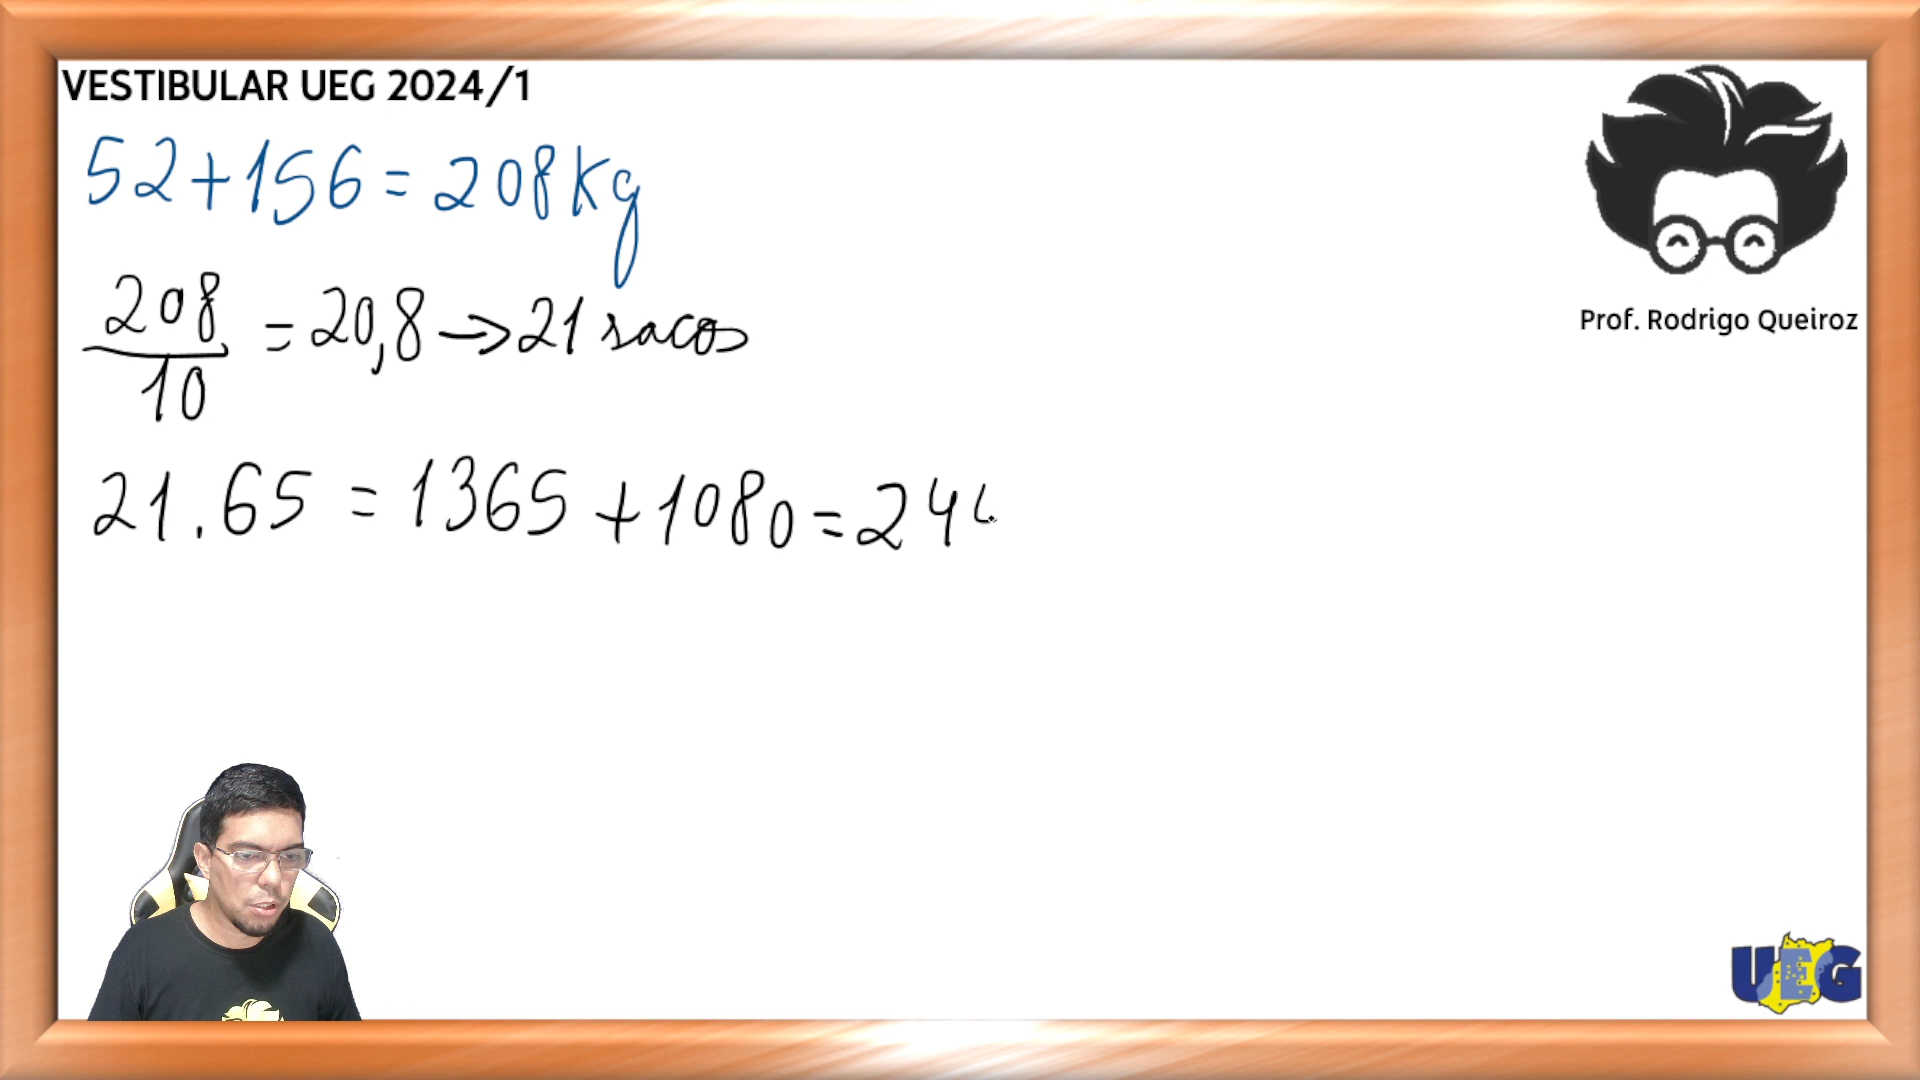 VESTIBULAR UEG 2024/1
52+156=208Kg
208/10 = 20,8→21 sacos
21.65 = 1365+1080=244
Prof. Rodrigo Queiroz
UEG